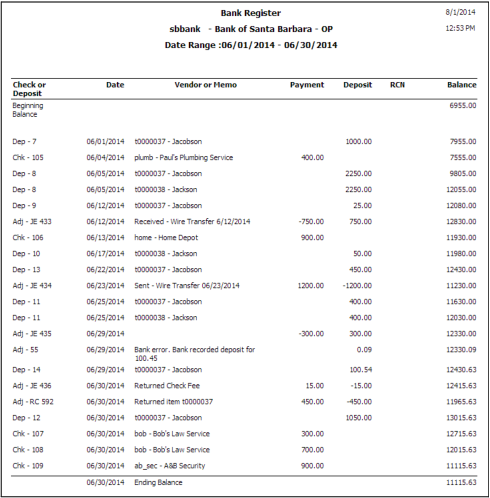 Bank Register 8/1/2014
sbbank - Bank of Santa Barbara - OP 12:53 PM
Date Range :06/01/2014 - 06/30/2014
Check or Deposit Date Vendor or Memo Payment Deposit RCN Balance
Beginning Balance 6955.00
Dep - 7 06/01/2014 t0000037 - Jacobson 1000.00 7955.00
Chk - 105 06/04/2014 plumb - Paul's Plumbing Service 400.00 7555.00
Dep - 8 06/05/2014 t0000037 - Jacobson 2250.00 9805.00
Dep - 8 06/05/2014 t0000038 - Jackson 2250.00 12055.00
Dep - 9 06/12/2014 t0000037 - Jacobson 25.00 12080.00
Adj - JE 433 06/12/2014 Received - Wire Transfer 6/12/2014 -750.00 750.00 12830.00
Chk - 106 06/13/2014 home - Home Depot 900.00 11930.00
Dep - 10 06/17/2014 t0000038 - Jackson 50.00 11980.00
Dep - 13 06/22/2014 t0000037 - Jacobson 450.00 12430.00
Adj - JE 434 06/23/2014 Sent - Wire Transfer 06/23/2014 1200.00 -1200.00 11230.00
Dep - 11 06/25/2014 t0000037 - Jacobson 400.00 11630.00
Dep - 11 06/25/2014 t0000038 - Jackson 400.00 12030.00
Adj - JE 435 06/29/2014 -300.00 300.00 12330.00
Adj - 55 06/29/2014 Bank error. Bank recorded deposit for 0.09 12330.09
100.45
Dep - 14 06/29/2014 t0000037 - Jacobson 100.54 12430.63
Adj - JE 436 06/30/2014 Returned Check Fee 15.00 -15.00 12415.63
Adj - RC 592 06/30/2014 Returned item t0000037 450.00 -450.00 11965.63
Dep - 12 06/30/2014 t0000037 - Jacobson 1050.00 13015.63
Chk - 107 06/30/2014 bob - Bob's Law Service 300.00 12715.63
Chk - 108 06/30/2014 bob - Bob's Law Service 700.00 12015.63
Chk - 109 06/30/2014 ab_sec - A&B Security 900.00 11115.63
06/30/2014 Ending Balance 11115.63